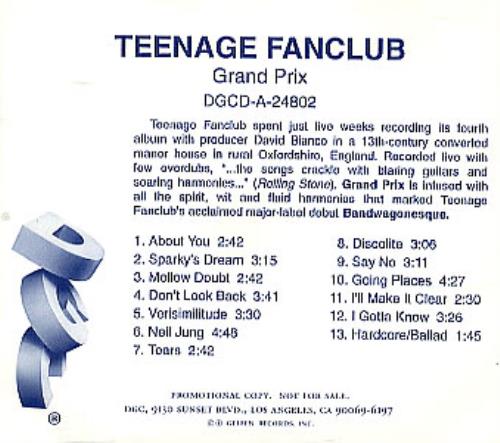 TEENAGE FANCLUB
Grand Prix
DGCD-A-24802
Teenage Fanclub spent just five weeks recording its fourth
album with producer David Bianco in a 13th-century converted
manor house in rural Oxfordshire, England. Recorded live with
few overdubs, "...the songs crackle with blaring guitars and
soaring harmonies..." (Rolling Stone). Grand Prix is infused with
all the spirit, wit and fluid harmonies that marked Teenage
Fanclub's acclaimed major-label debut Bandwagonesque.
1. About You 2:42
2. Sparky's Dream 3:15
3. Mellow Doubt 2:42
4. Don't Look Back 3:41
5. Verisimilitude 3:30
6. Neil Jung 4:48
7. Tears 2:42
8. Discolite 3:06
9. Say No 3:11
10. Going Places 4:27
11. I'll Make It Clear 2:30
12. I Gotta Know 3:26
13. Hardcore/Ballad 1:45
®
PROMOTIONAL COPY. NOT FOR SALE.
DGC, 9130 SUNSET BLVD., LOS ANGELES, CA 90069-6197
©℗ GEFFEN RECORDS, INC.